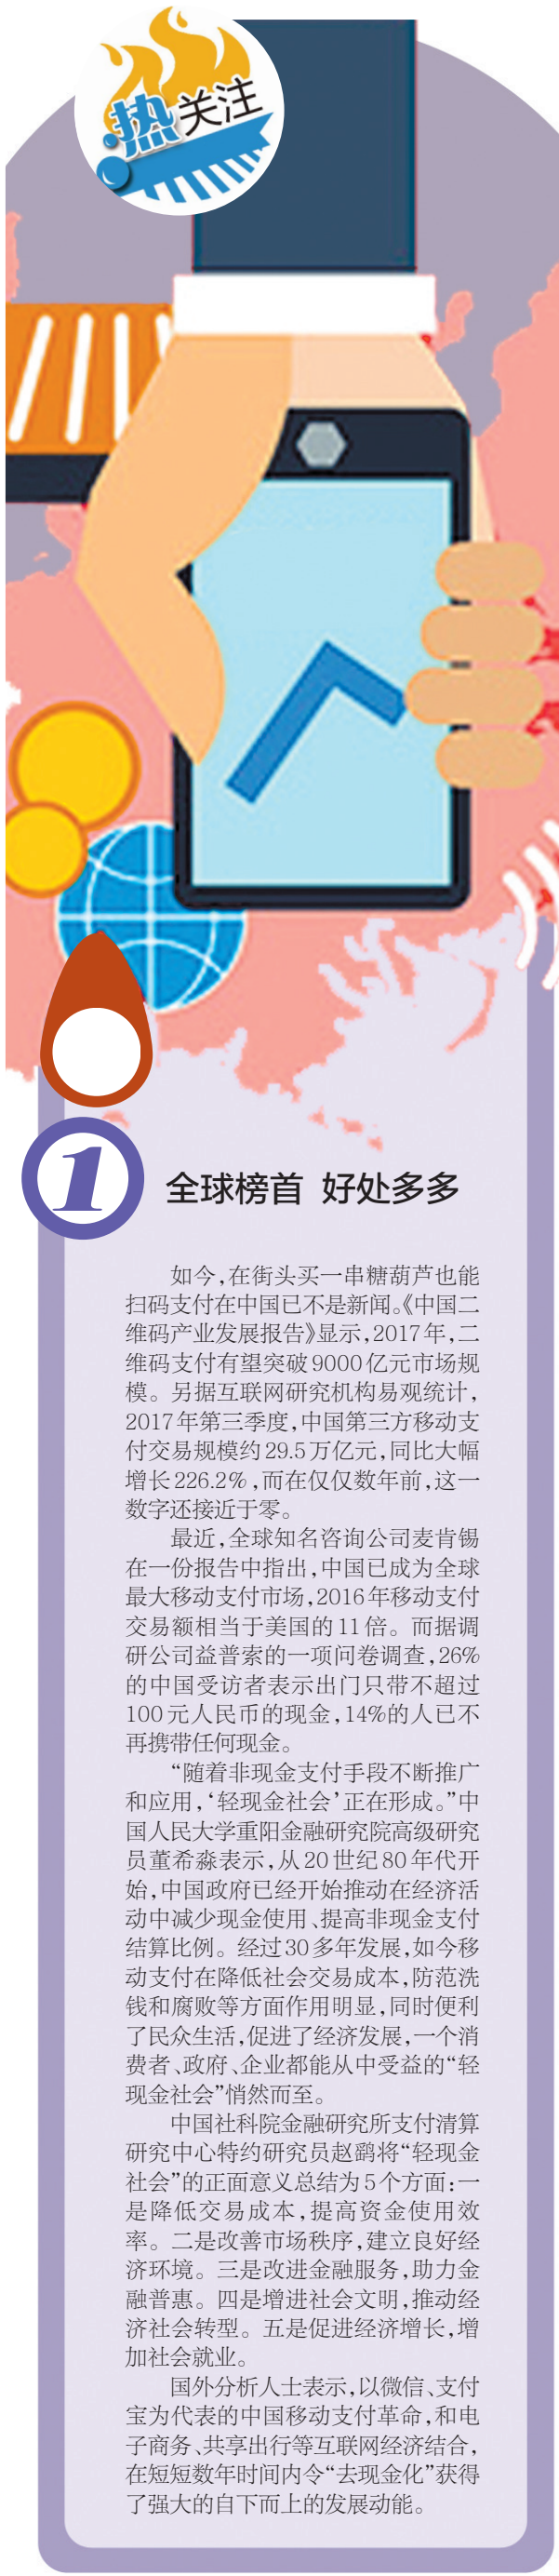 热关注
1
全球榜首 好处多多
如今,在街头买一串糖葫芦也能
扫码支付在中国已不是新闻。《中国二
维码产业发展报告》显示,2017年,二
维码支付有望突破9000亿元市场规
模。另据互联网研究机构易观统计,
2017年第三季度,中国第三方移动支
付交易规模约29.5万亿元,同比大幅
增长226.2%,而在仅仅数年前,这一
数字还接近于零。
最近,全球知名咨询公司麦肯锡
在一份报告中指出,中国已成为全球
最大移动支付市场,2016年移动支付
交易额相当于美国的11倍。而据调
研公司益普索的一项问卷调查,26%
的中国受访者表示出门只带不超过
100元人民币的现金,14%的人已不
再携带任何现金。
“随着非现金支付手段不断推广
和应用,‘轻现金社会’正在形成。”中
国人民大学重阳金融研究院高级研究
员董希淼表示,从20世纪80年代开
始,中国政府已经开始推动在经济活
动中减少现金使用、提高非现金支付
结算比例。经过30多年发展,如今移
动支付在降低社会交易成本,防范洗
钱和腐败等方面作用明显,同时便利
了民众生活,促进了经济发展,一个消
费者、政府、企业都能从中受益的“轻
现金社会”悄然而至。
中国社科院金融研究所支付清算
研究中心特约研究员赵鹞将“轻现金
社会”的正面意义总结为5个方面:一
是降低交易成本,提高资金使用效
率。二是改善市场秩序,建立良好经
济环境。三是改进金融服务,助力金
融普惠。四是增进社会文明,推动经
济社会转型。五是促进经济增长,增
加社会就业。
国外分析人士表示,以微信、支付
宝为代表的中国移动支付革命,和电
子商务、共享出行等互联网经济结合,
在短短数年时间内令“去现金化”获得
了强大的自下而上的发展动能。